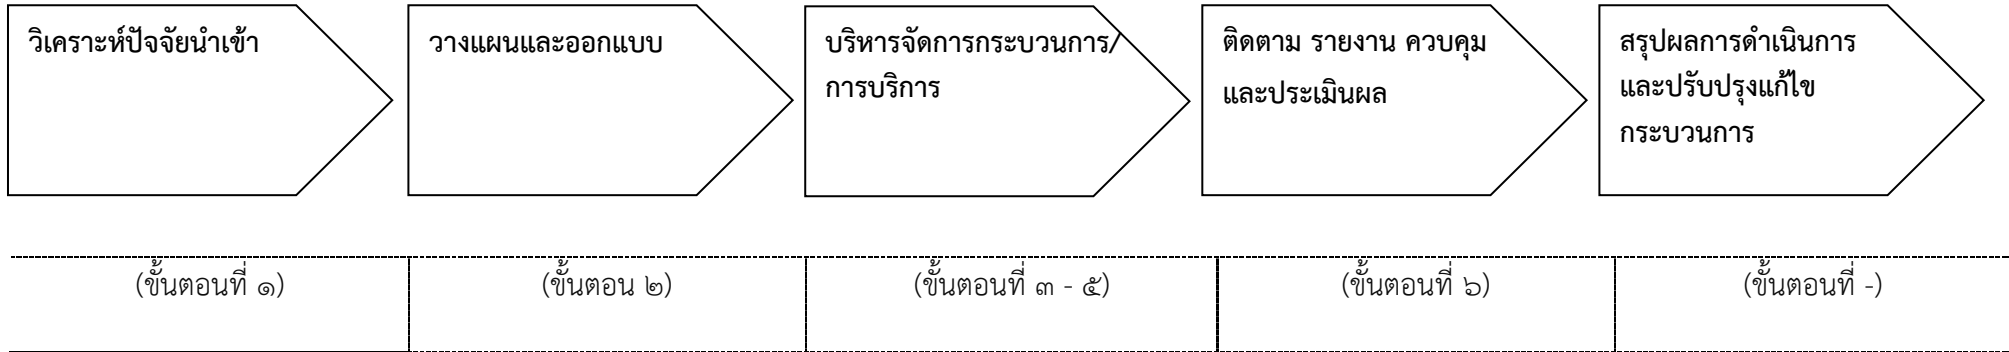 วิเคราะห์ปัจจัยนำเข้า
วางแผนและออกแบบ
บริหารจัดการกระบวนการ/
การบริการ
ติดตาม รายงาน ควบคุม
และประเมินผล
สรุปผลการดำเนินการ
และปรับปรุงแก้ไข
กระบวนการ
(ขั้นตอนที่ ๑)
(ขั้นตอน ๒)
(ขั้นตอนที่ ๓ - ๕)
(ขั้นตอนที่ ๖)
(ขั้นตอนที่ -)